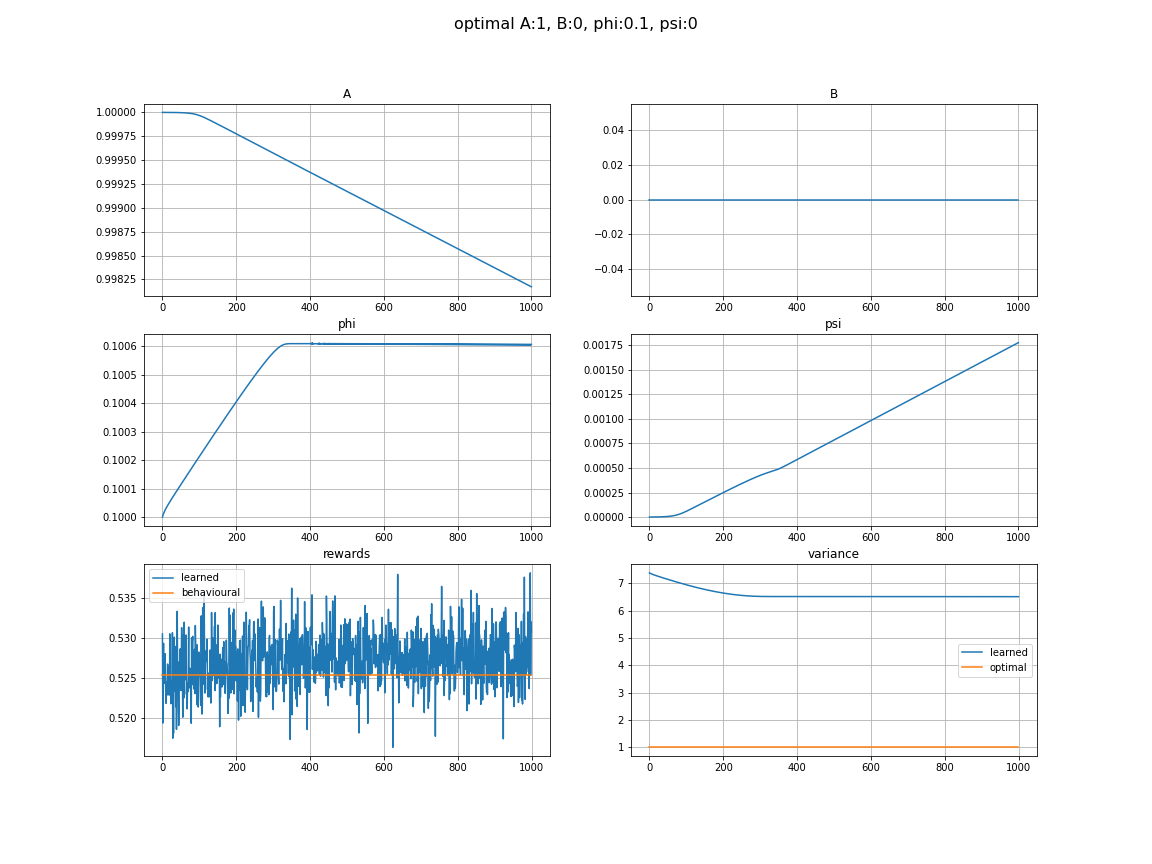 optimal A:1, B:0, phi:0.1, psi:0
A
1.00000
0.99975
0.99950
0.99925
0.99900
0.99875
0.99850
0.99825
0 200 400 600 800 1000
B
0.04
0.02
0.00
−0.02
−0.04
0 200 400 600 800 1000
phi
0.1006
0.1005
0.1004
0.1003
0.1002
0.1001
0.1000
0 200 400 600 800 1000
psi
0.00175
0.00150
0.00125
0.00100
0.00075
0.00050
0.00025
0.00000
0 200 400 600 800 1000
rewards
learned
behavioural
0.535
0.530
0.525
0.520
0 200 400 600 800 1000
variance
7
6
5
4
3
2
1
learned
optimal
0 200 400 600 800 1000